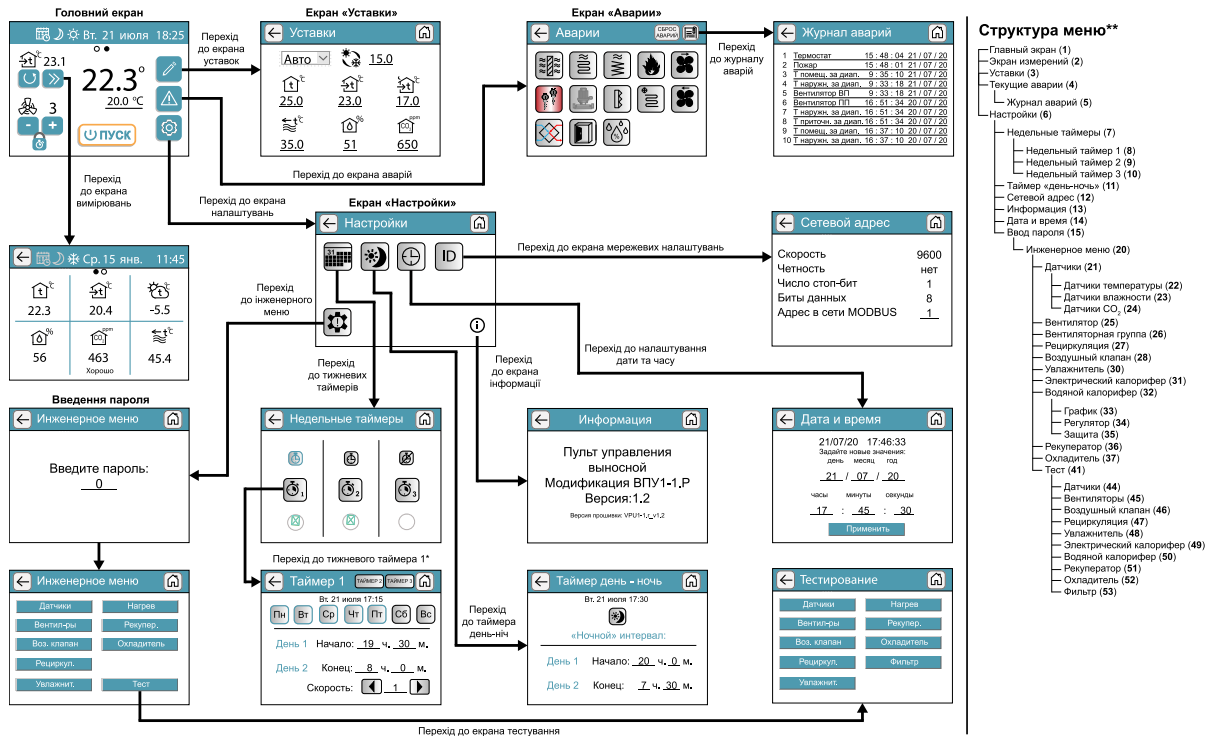 Головний екран
Вт. 21 июля 18:25
t °C 23.1
22.3°
20.0 °C
3
- +
ПУСК
Перехід
до екрана
уставок
Екран «Уставки»
Уставки
Авто 15.0
25.0 23.0 17.0
CO2 ppm
35.0 51 650
Екран «Аварии»
Аварии
СБРОС
АВАРИЙ
Перехід
до журналу
аварій
Журнал аварий
1 Термостат 15 : 48 : 04 21 / 07 / 20
2 Пожар 15 : 48 : 01 21 / 07 / 20
3 Т помещ. за диап. 9 : 35 : 10 21 / 07 / 20
4 Т наружн. за диап. 9 : 33 : 18 21 / 07 / 20
5 Вентилятор ВП 9 : 33 : 18 21 / 07 / 20
6 Вентилятор ПП 16 : 51 : 34 20 / 07 / 20
7 Т наружн. за диап. 16 : 51 : 34 20 / 07 / 20
8 Т приточн. за диап. 16 : 51 : 34 20 / 07 / 20
9 Т помещ. за диап. 16 : 37 : 10 20 / 07 / 20
10 Т наружн. за диап. 16 : 37 : 10 20 / 07 / 20
Перехід до екрана аварій
Перехід
до екрана
вимірювань
Перехід до екрана
налаштувань
Ср. 15 янв. 11:45
22.3 20.4 -5.5
% CO2 ppm t °C
56 463 45.4
Хорошо
Екран «Настройки»
Настройки
31
ID
Перехід до екрана мережевих налаштувань
Перехід
до інженерного
меню
Перехід
до тижневих
таймерів
Перехід
до екрана
інформації
Перехід до налаштування
дати та часу
Сетевой адрес
Скорость 9600
Четность нет
Число стоп-бит 1
Биты данных 8
Адрес в сети MODBUS 1
Введення пароля
Инженерное меню
Введите пароль:
0
Недельные таймеры
1 2 3
Информация
Пульт управления
выносной
Модификация ВПУ1-1.Р
Версия:1.2
Версия прошивки: VPU1-1.r_v1.2
Дата и время
21/07/20 17:46:33
Задайте новые значения:
день месяц год
21 / 07 / 20
часы минуты секунды
17 : 45 : 30
Применить
Перехід до тижневого таймера 1*
Инженерное меню
Датчики Нагрев
Вентил-ры Рекупер.
Воз. клапан Охладитель
Рециркул.
Увлажнит. Тест
Таймер 1 ТАЙМЕР 2 ТАЙМЕР 3
Вт. 21 июля 17:15
Пн Вт Ср Чт Пт Сб Вс
День 1 Начало: 19 ч. 30 м.
День 2 Конец: 8 ч. 0 м.
Скорость: 1
Перехід
до таймера
день-ніч
Таймер день - ночь
Вт. 21 июля 17:30
«Ночной» интервал:
День 1 Начало: 20 ч. 0 м.
День 2 Конец: 7 ч. 30 м.
Тестирование
Датчики Нагрев
Вентил-ры Рекупер.
Воз. клапан Охладитель
Рециркул. Фильтр
Увлажнит.
Перехід до екрана тестування
Структура меню**
Главный экран (1)
Экран измерений (2)
Уставки (3)
Текущие аварии (4)
Журнал аварий (5)
Настройки (6)
Недельные таймеры (7)
Недельный таймер 1 (8)
Недельный таймер 2 (9)
Недельный таймер 3 (10)
Таймер «день-ночь» (11)
Сетевой адрес (12)
Информация (13)
Дата и время (14)
Ввод пароля (15)
Инженерное меню (20)
Датчики (21)
Датчики температуры (22)
Датчики влажности (23)
Датчики CO2 (24)
Вентилятор (25)
Вентиляторная группа (26)
Рециркуляция (27)
Воздушный клапан (28)
Увлажнитель (30)
Электрический калорифер (31)
Водяной калорифер (32)
График (33)
Регулятор (34)
Защита (35)
Рекуператор (36)
Охладитель (37)
Тест (41)
Датчики (44)
Вентиляторы (45)
Воздушный клапан (46)
Рециркуляция (47)
Увлажнитель (48)
Электрический калорифер (49)
Водяной калорифер (50)
Рекуператор (51)
Охладитель (52)
Фильтр (53)